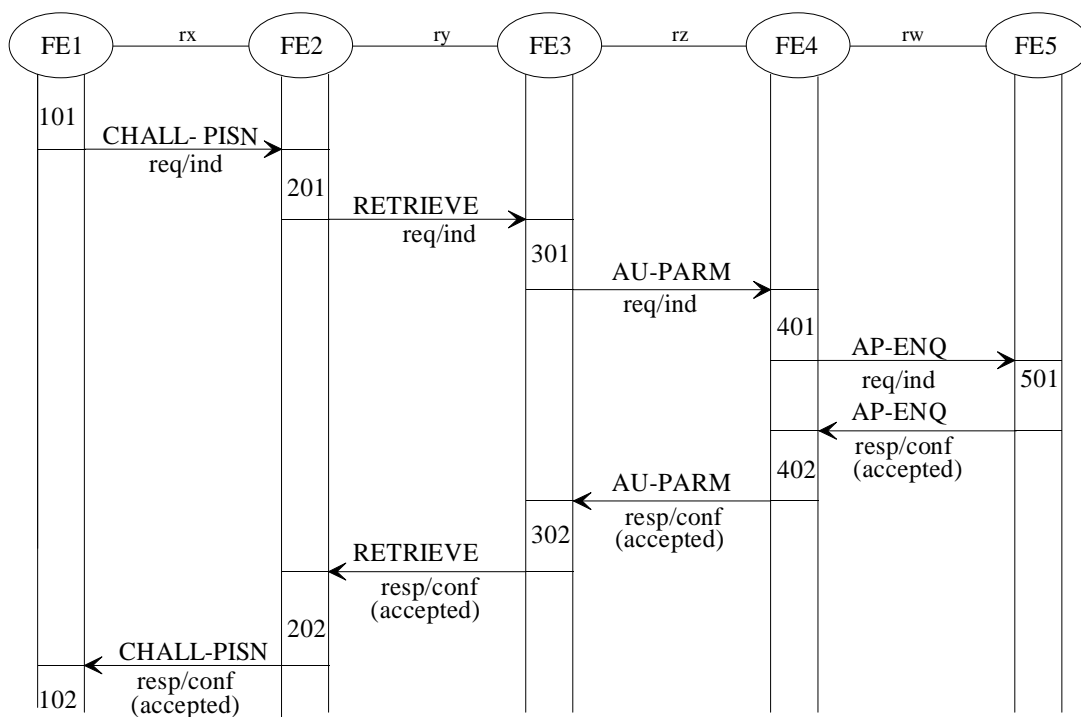 FE1 rx FE2 ry FE3 rz FE4 rw FE5
101
CHALL- PISN
req/ind
201
RETRIEVE
req/ind
301
AU-PARM
req/ind
401
AP-ENQ
req/ind
501
AP-ENQ
resp/conf
(accepted)
402
AU-PARM
resp/conf
(accepted)
302
RETRIEVE
resp/conf
(accepted)
202
CHALL-PISN
resp/conf
(accepted)
102